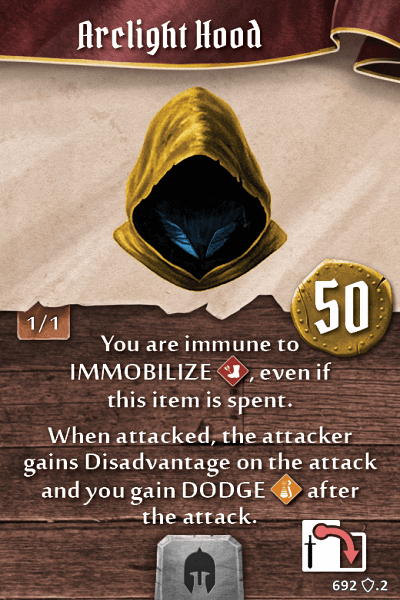 Arclight Hood
50
1/1
You are immune to
IMMOBILIZE , even if
this item is spent.
When attacked, the attacker
gains Disadvantage on the attack
and you gain DODGE after
the attack.
692 .2